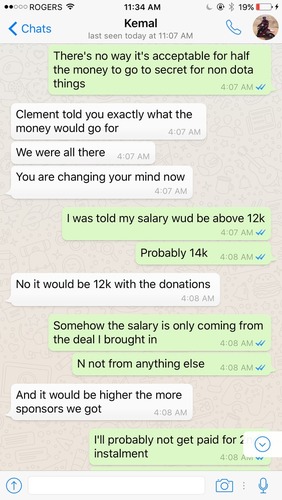 ROGERS 11:34 AM 19%
Chats Kemal
last seen today at 11:07 AM
There's no way it's acceptable for half
the money to go to secret for non dota
things
4:07 AM
Clement told you exactly what the
money would go for
4:07 AM
We were all there 4:07 AM
You are changing your mind now
4:07 AM
I was told my salary wud be above 12k
4:07 AM
Probably 14k 4:08 AM
No it would be 12k with the donations
4:08 AM
Somehow the salary is only coming from
the deal I brought in 4:08 AM
N not from anything else 4:08 AM
And it would be higher the more
sponsors we got 4:08 AM
I'll probably not get paid for 2
instalment 4:08 AM